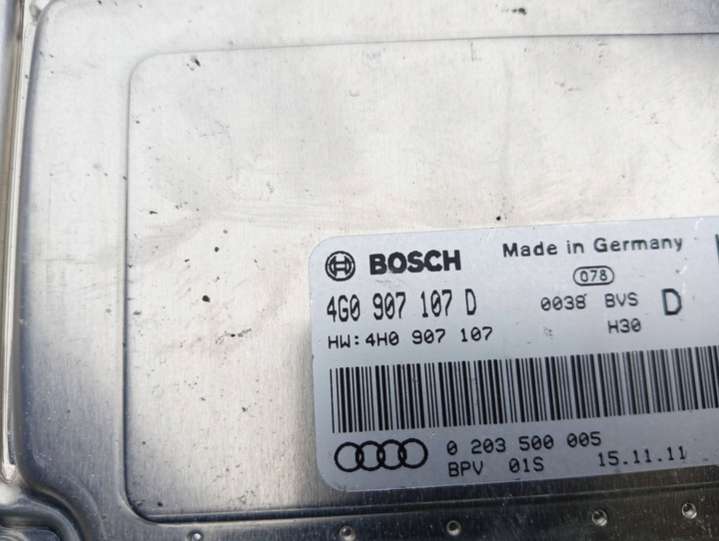 BOSCH Made in Germany
078
4G0 907 107 D 0038 BVS D
HW:4H0 907 107 H30
0 203 500 005
BPV 01S 15.11.11